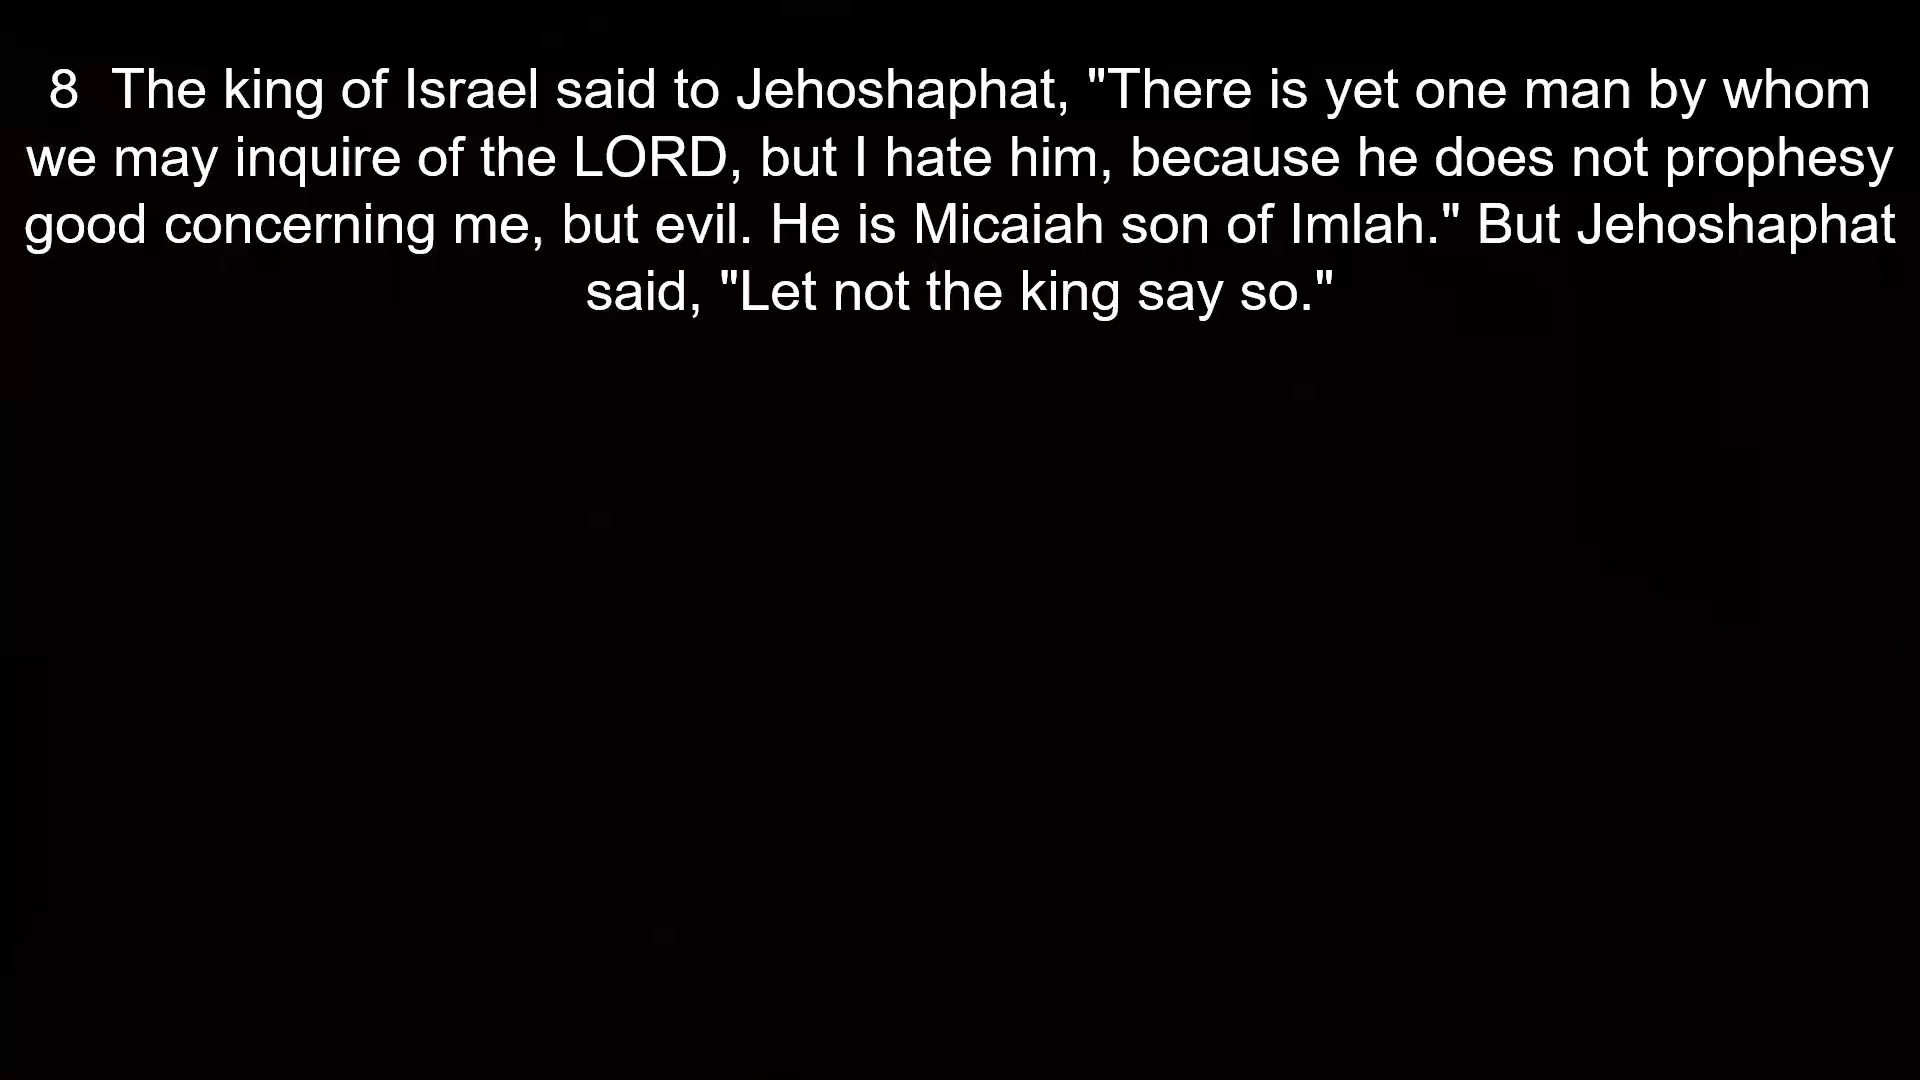 8  The king of Israel said to Jehoshaphat, "There is yet one man by whom
we may inquire of the LORD, but I hate him, because he does not prophesy
good concerning me, but evil. He is Micaiah son of Imlah." But Jehoshaphat
said, "Let not the king say so."